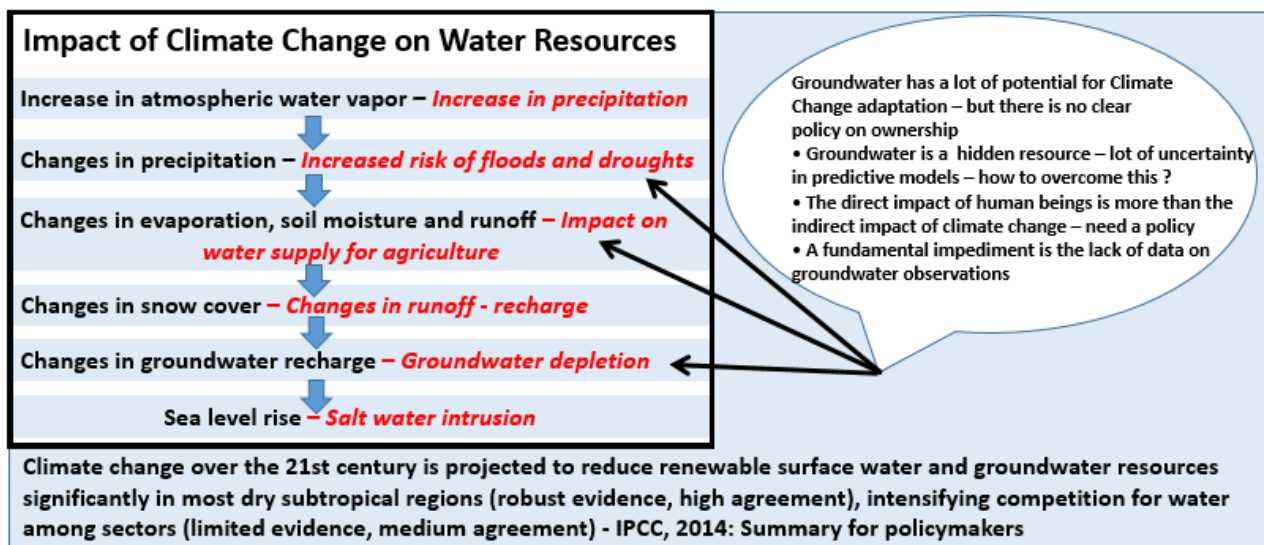 Impact of Climate Change on Water Resources
Increase in atmospheric water vapor – Increase in precipitation
Changes in precipitation – Increased risk of floods and droughts
Changes in evaporation, soil moisture and runoff – Impact on
water supply for agriculture
Changes in snow cover – Changes in runoff - recharge
Changes in groundwater recharge – Groundwater depletion
Sea level rise – Salt water intrusion
Groundwater has a lot of potential for Climate
Change adaptation – but there is no clear
policy on ownership
• Groundwater is a hidden resource – lot of uncertainty
in predictive models – how to overcome this ?
• The direct impact of human beings is more than the
indirect impact of climate change – need a policy
• A fundamental impediment is the lack of data on
groundwater observations
Climate change over the 21st century is projected to reduce renewable surface water and groundwater resources
significantly in most dry subtropical regions (robust evidence, high agreement), intensifying competition for water
among sectors (limited evidence, medium agreement) - IPCC, 2014: Summary for policymakers